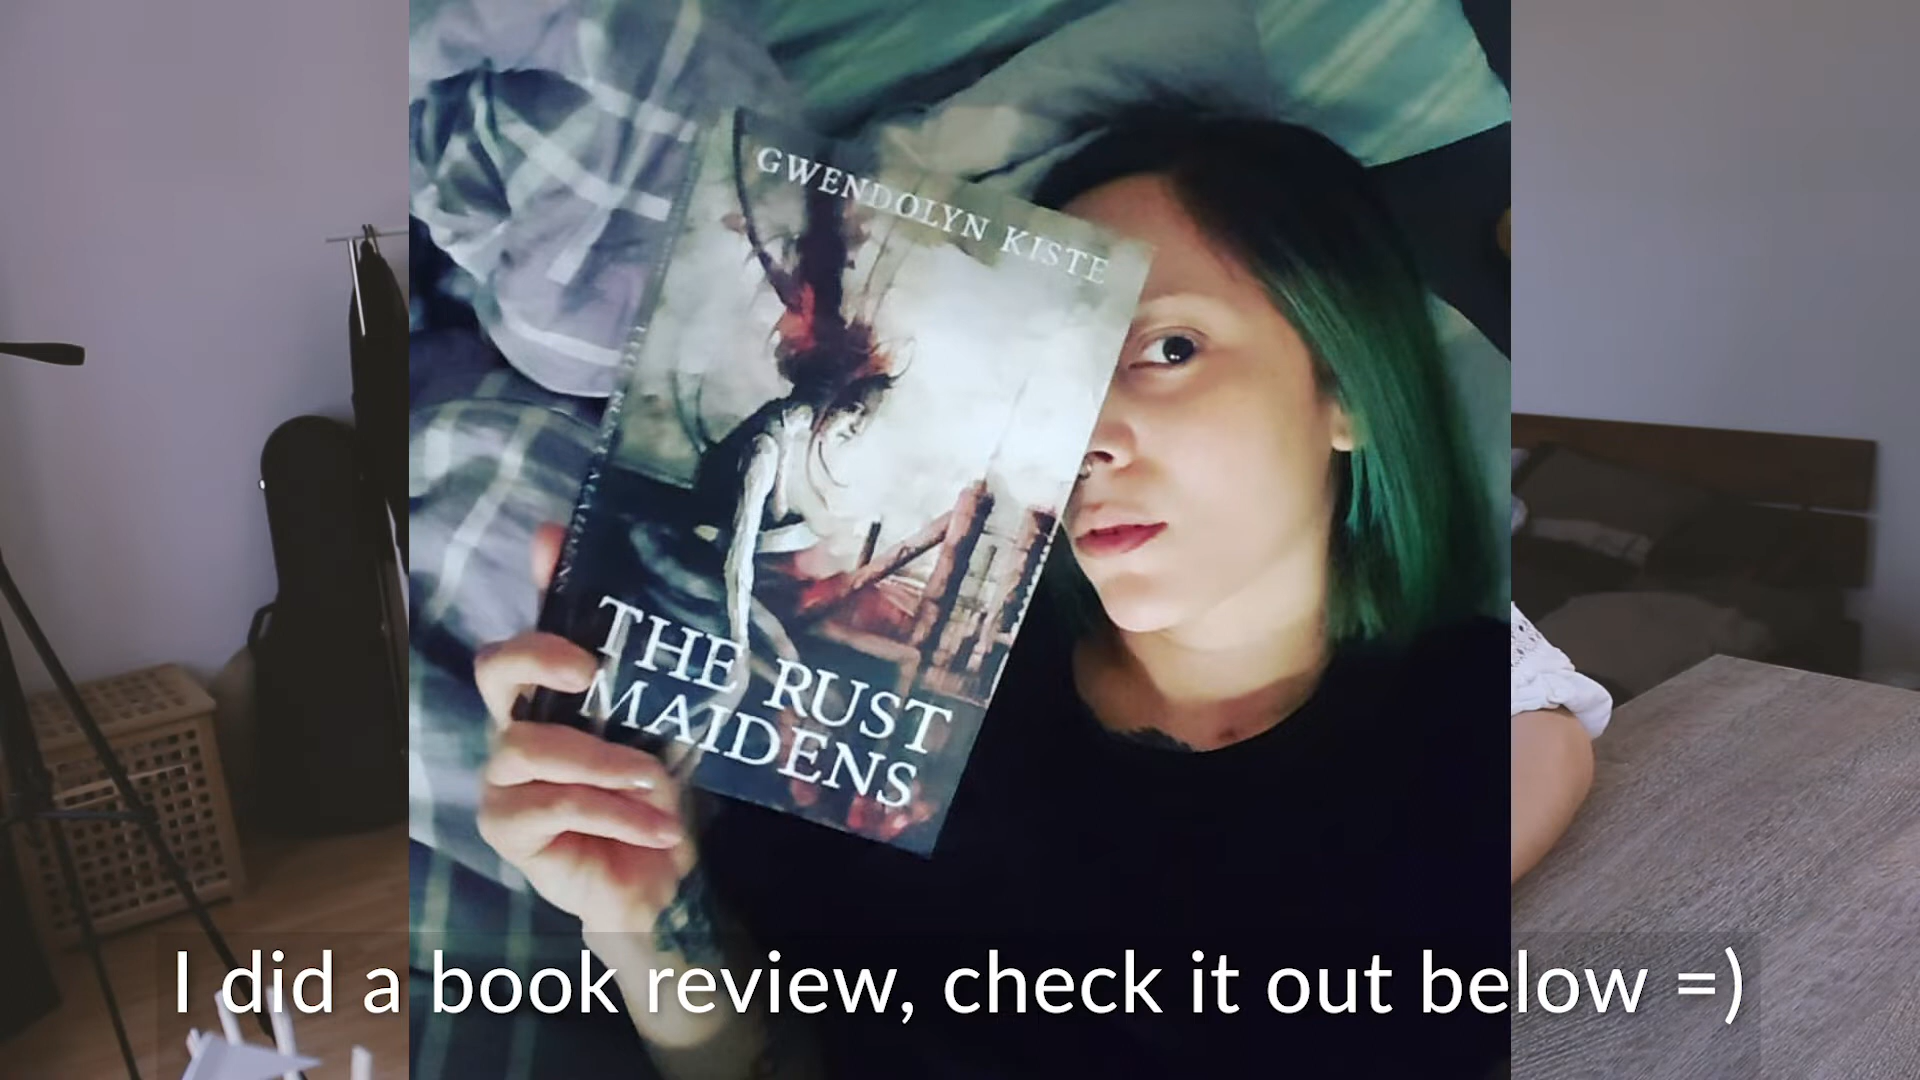 GWENDOLYN KISTE
THE RUST
MAIDENS
I did a book review, check it out below =)